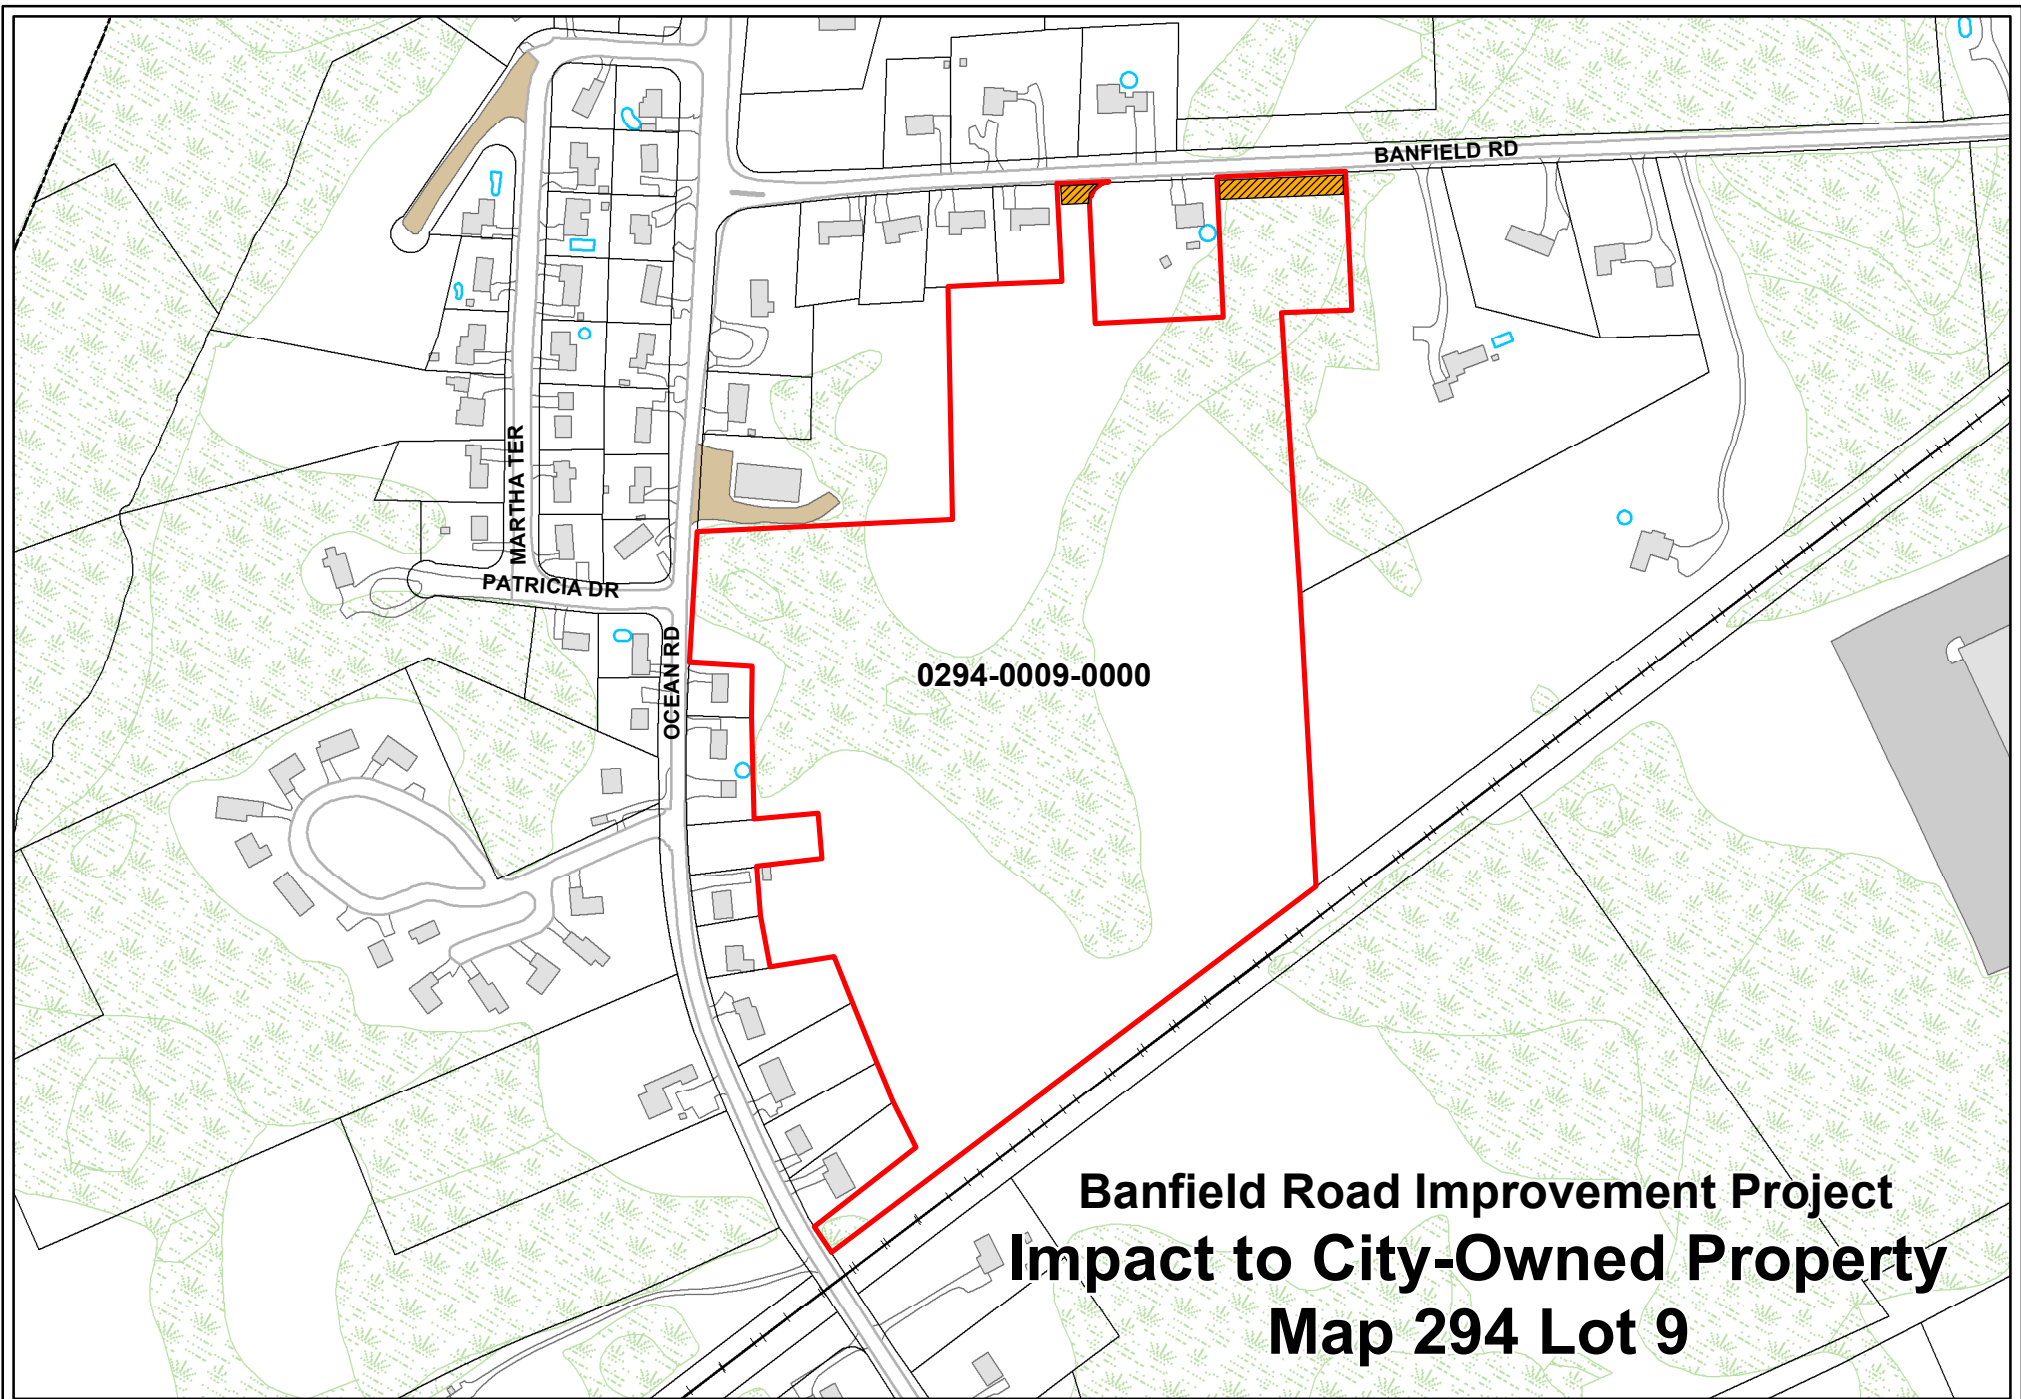 BANFIELD RD
MARTHA TER
PATRICIA DR
OCEAN RD
0294-0009-0000
Banfield Road Improvement Project
Impact to City-Owned Property
Map 294 Lot 9